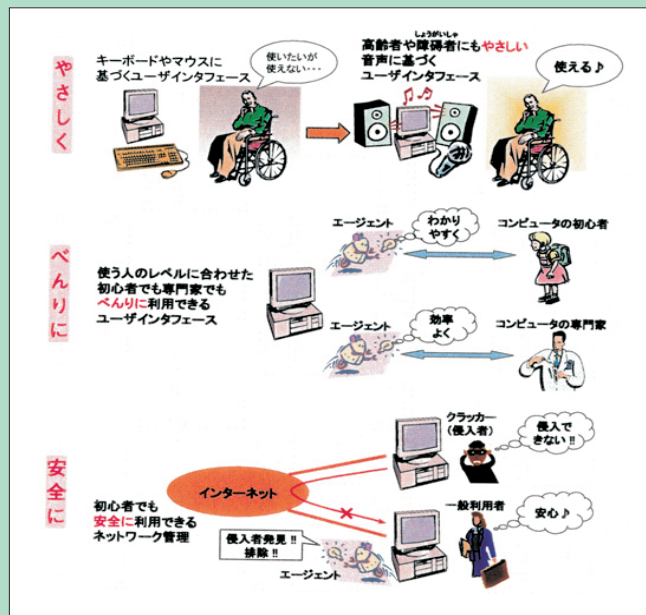 やさしく
キーボードやマウスに
基づくユーザインタフェース
使いたいが
使えない･･･
しょうがいしゃ
高齢者や障碍者にもやさしい
音声に基づく
ユーザインタフェース
使える♪
べんりに
使う人のレベルに合わせた
初心者でも専門家でも
べんりに利用できる
ユーザインタフェース
エージェント
わかり
やすく
コンピュータの初心者
エージェント
効率
よく
コンピュータの専門家
安全に
初心者でも
安全に利用できる
ネットワーク管理
インターネット
クラッカー
(侵入者)
侵入で
きない!!
一般利用者
安心♪
侵入者発見!!
排除!!
エージェント